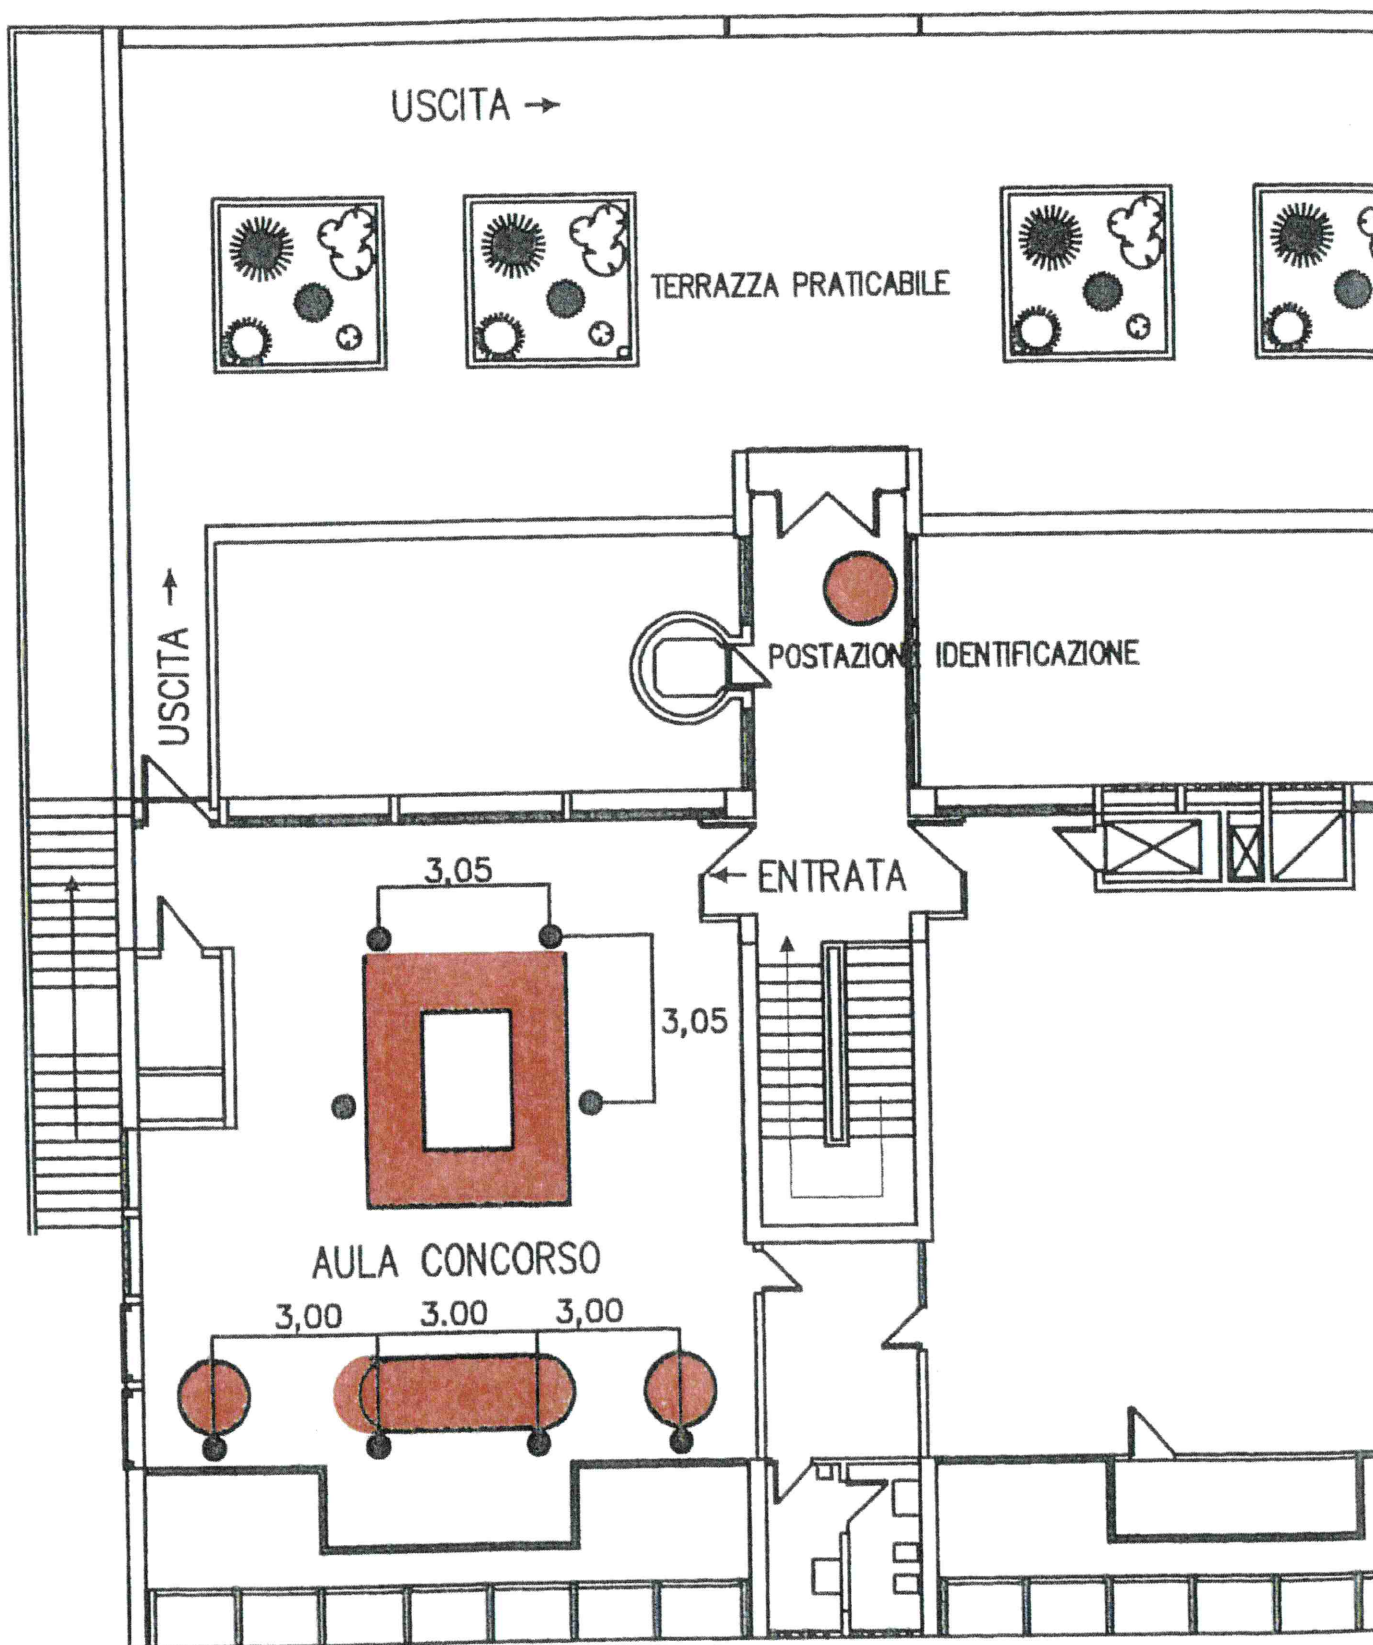 USCITA →
TERRAZZA PRATICABILE
USCITA →
POSTAZIONE IDENTIFICAZIONE
← ENTRATA
3,05
3,05
AULA CONCORSO
3,00 3.00 3,00